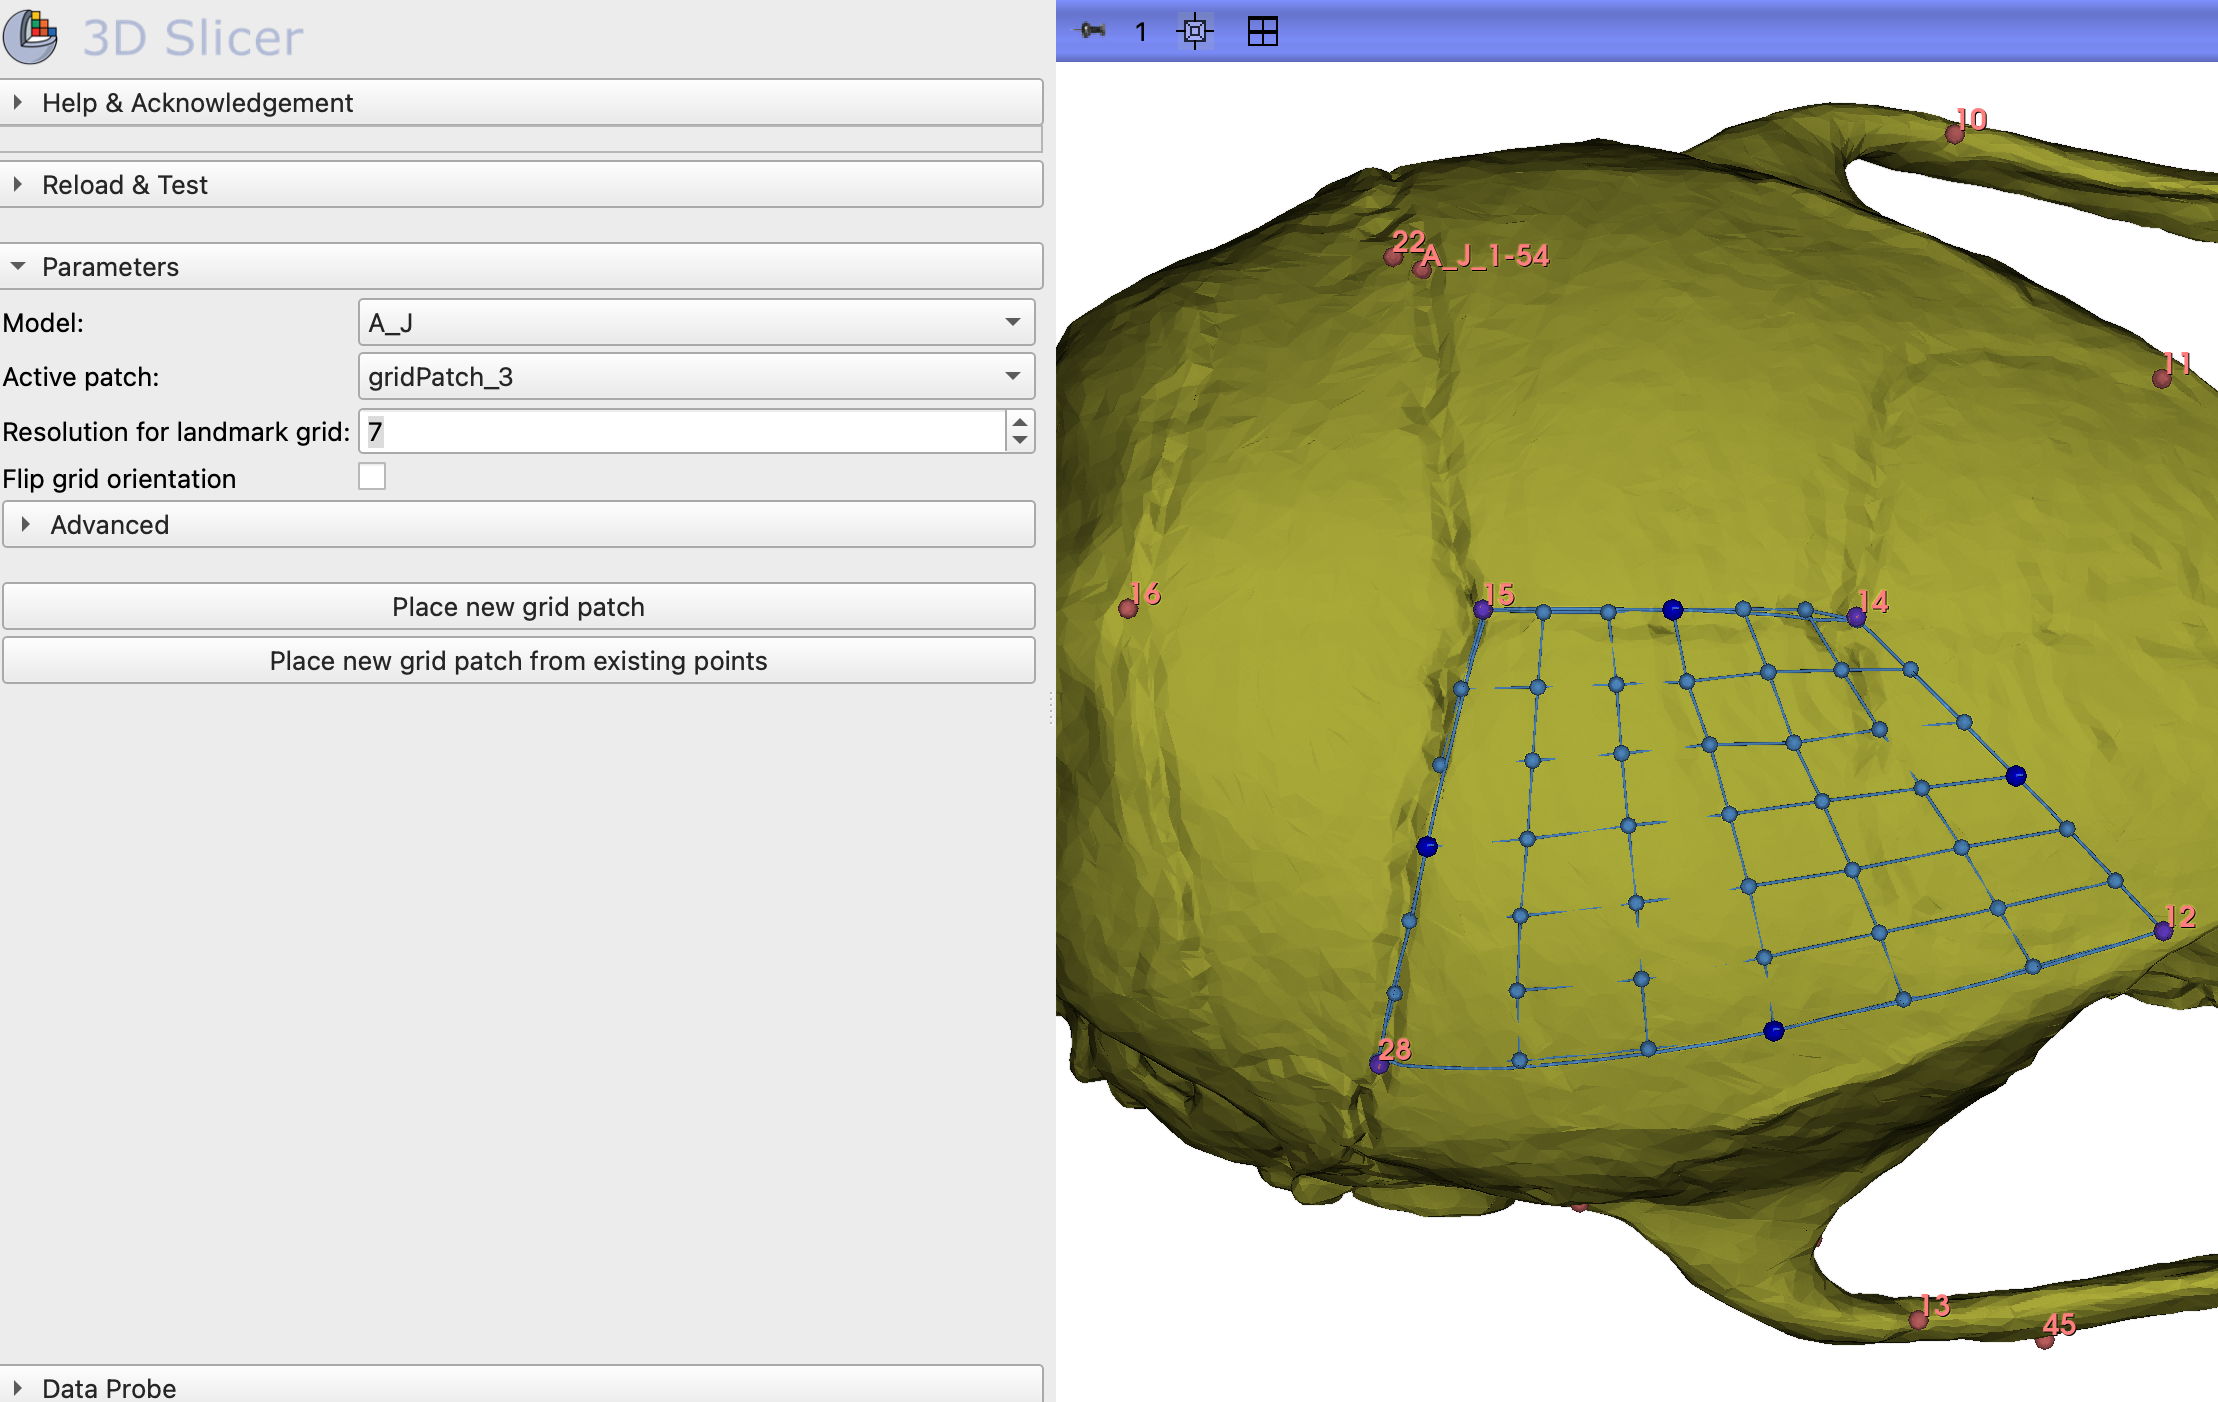 3D Slicer
Help & Acknowledgement
Reload & Test
Parameters
Model: A_J
Active patch: gridPatch_3
Resolution for landmark grid: 7
Flip grid orientation
Advanced
Place new grid patch
Place new grid patch from existing points
Data Probe
1
10
22 A_J_1-54
11
16
15
14
12
28
13
45